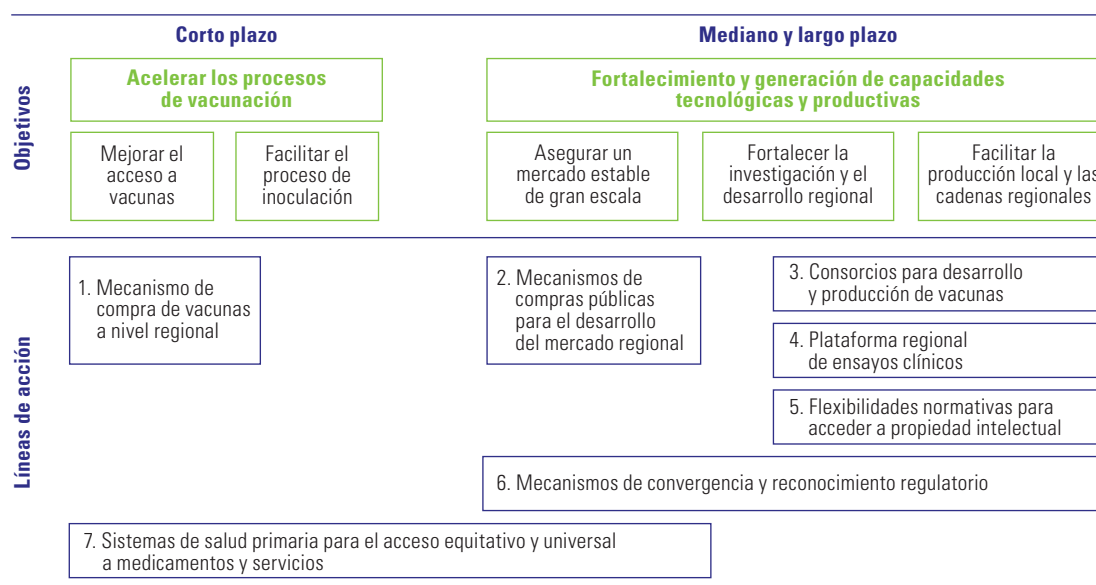 Corto plazo
Mediano y largo plazo
Objetivos
Acelerar los procesos
de vacunación
Fortalecimiento y generación de capacidades
tecnológicas y productivas
Mejorar el
acceso a
vacunas
Facilitar el
proceso de
inoculación
Asegurar un
mercado estable
de gran escala
Fortalecer la
investigación y el
desarrollo regional
Facilitar la
producción local y las
cadenas regionales
Líneas de acción
1. Mecanismo de
compra de vacunas
a nivel regional
2. Mecanismos de
compras públicas
para el desarrollo
del mercado regional
3. Consorcios para desarrollo
y producción de vacunas
4. Plataforma regional
de ensayos clínicos
5. Flexibilidades normativas para
acceder a propiedad intelectual
6. Mecanismos de convergencia y reconocimiento regulatorio
7. Sistemas de salud primaria para el acceso equitativo y universal
a medicamentos y servicios